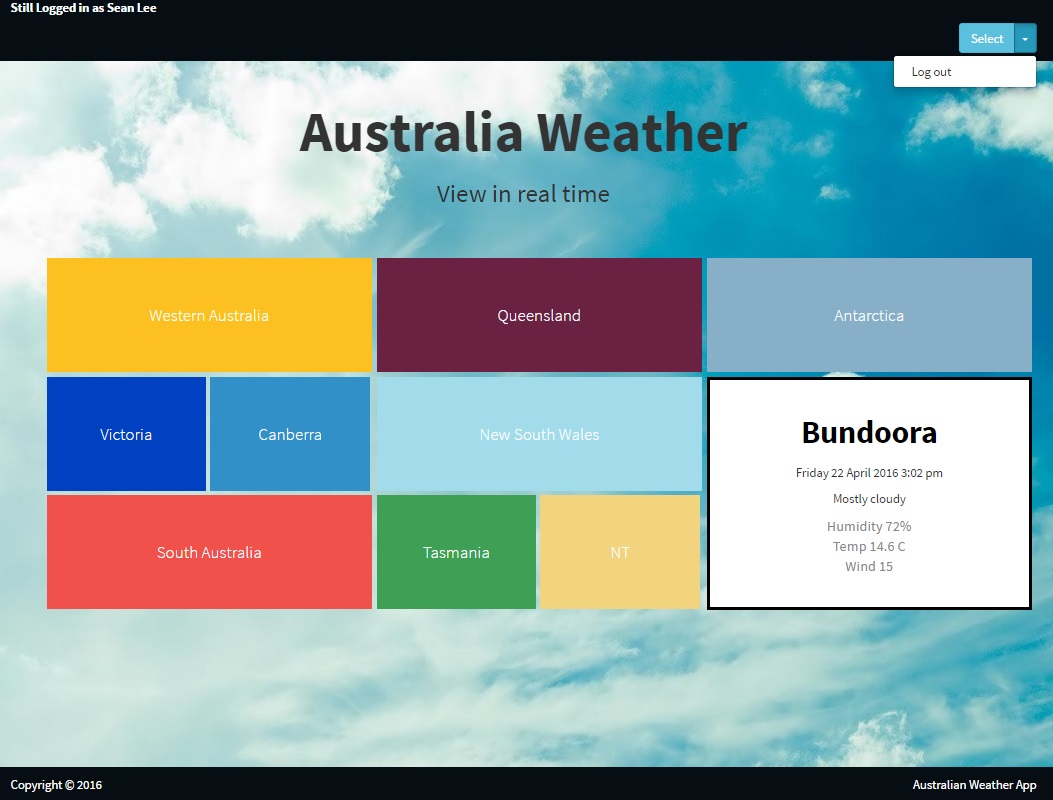 Still Logged in as Sean Lee
Select
Log out
Australia Weather
View in real time
Western Australia
Queensland
Antarctica
Victoria
Canberra
New South Wales
Bundoora
Friday 22 April 2016 3:02 pm
Mostly cloudy
Humidity 72%
Temp 14.6 C
Wind 15
South Australia
Tasmania
NT
Copyright © 2016
Australian Weather App